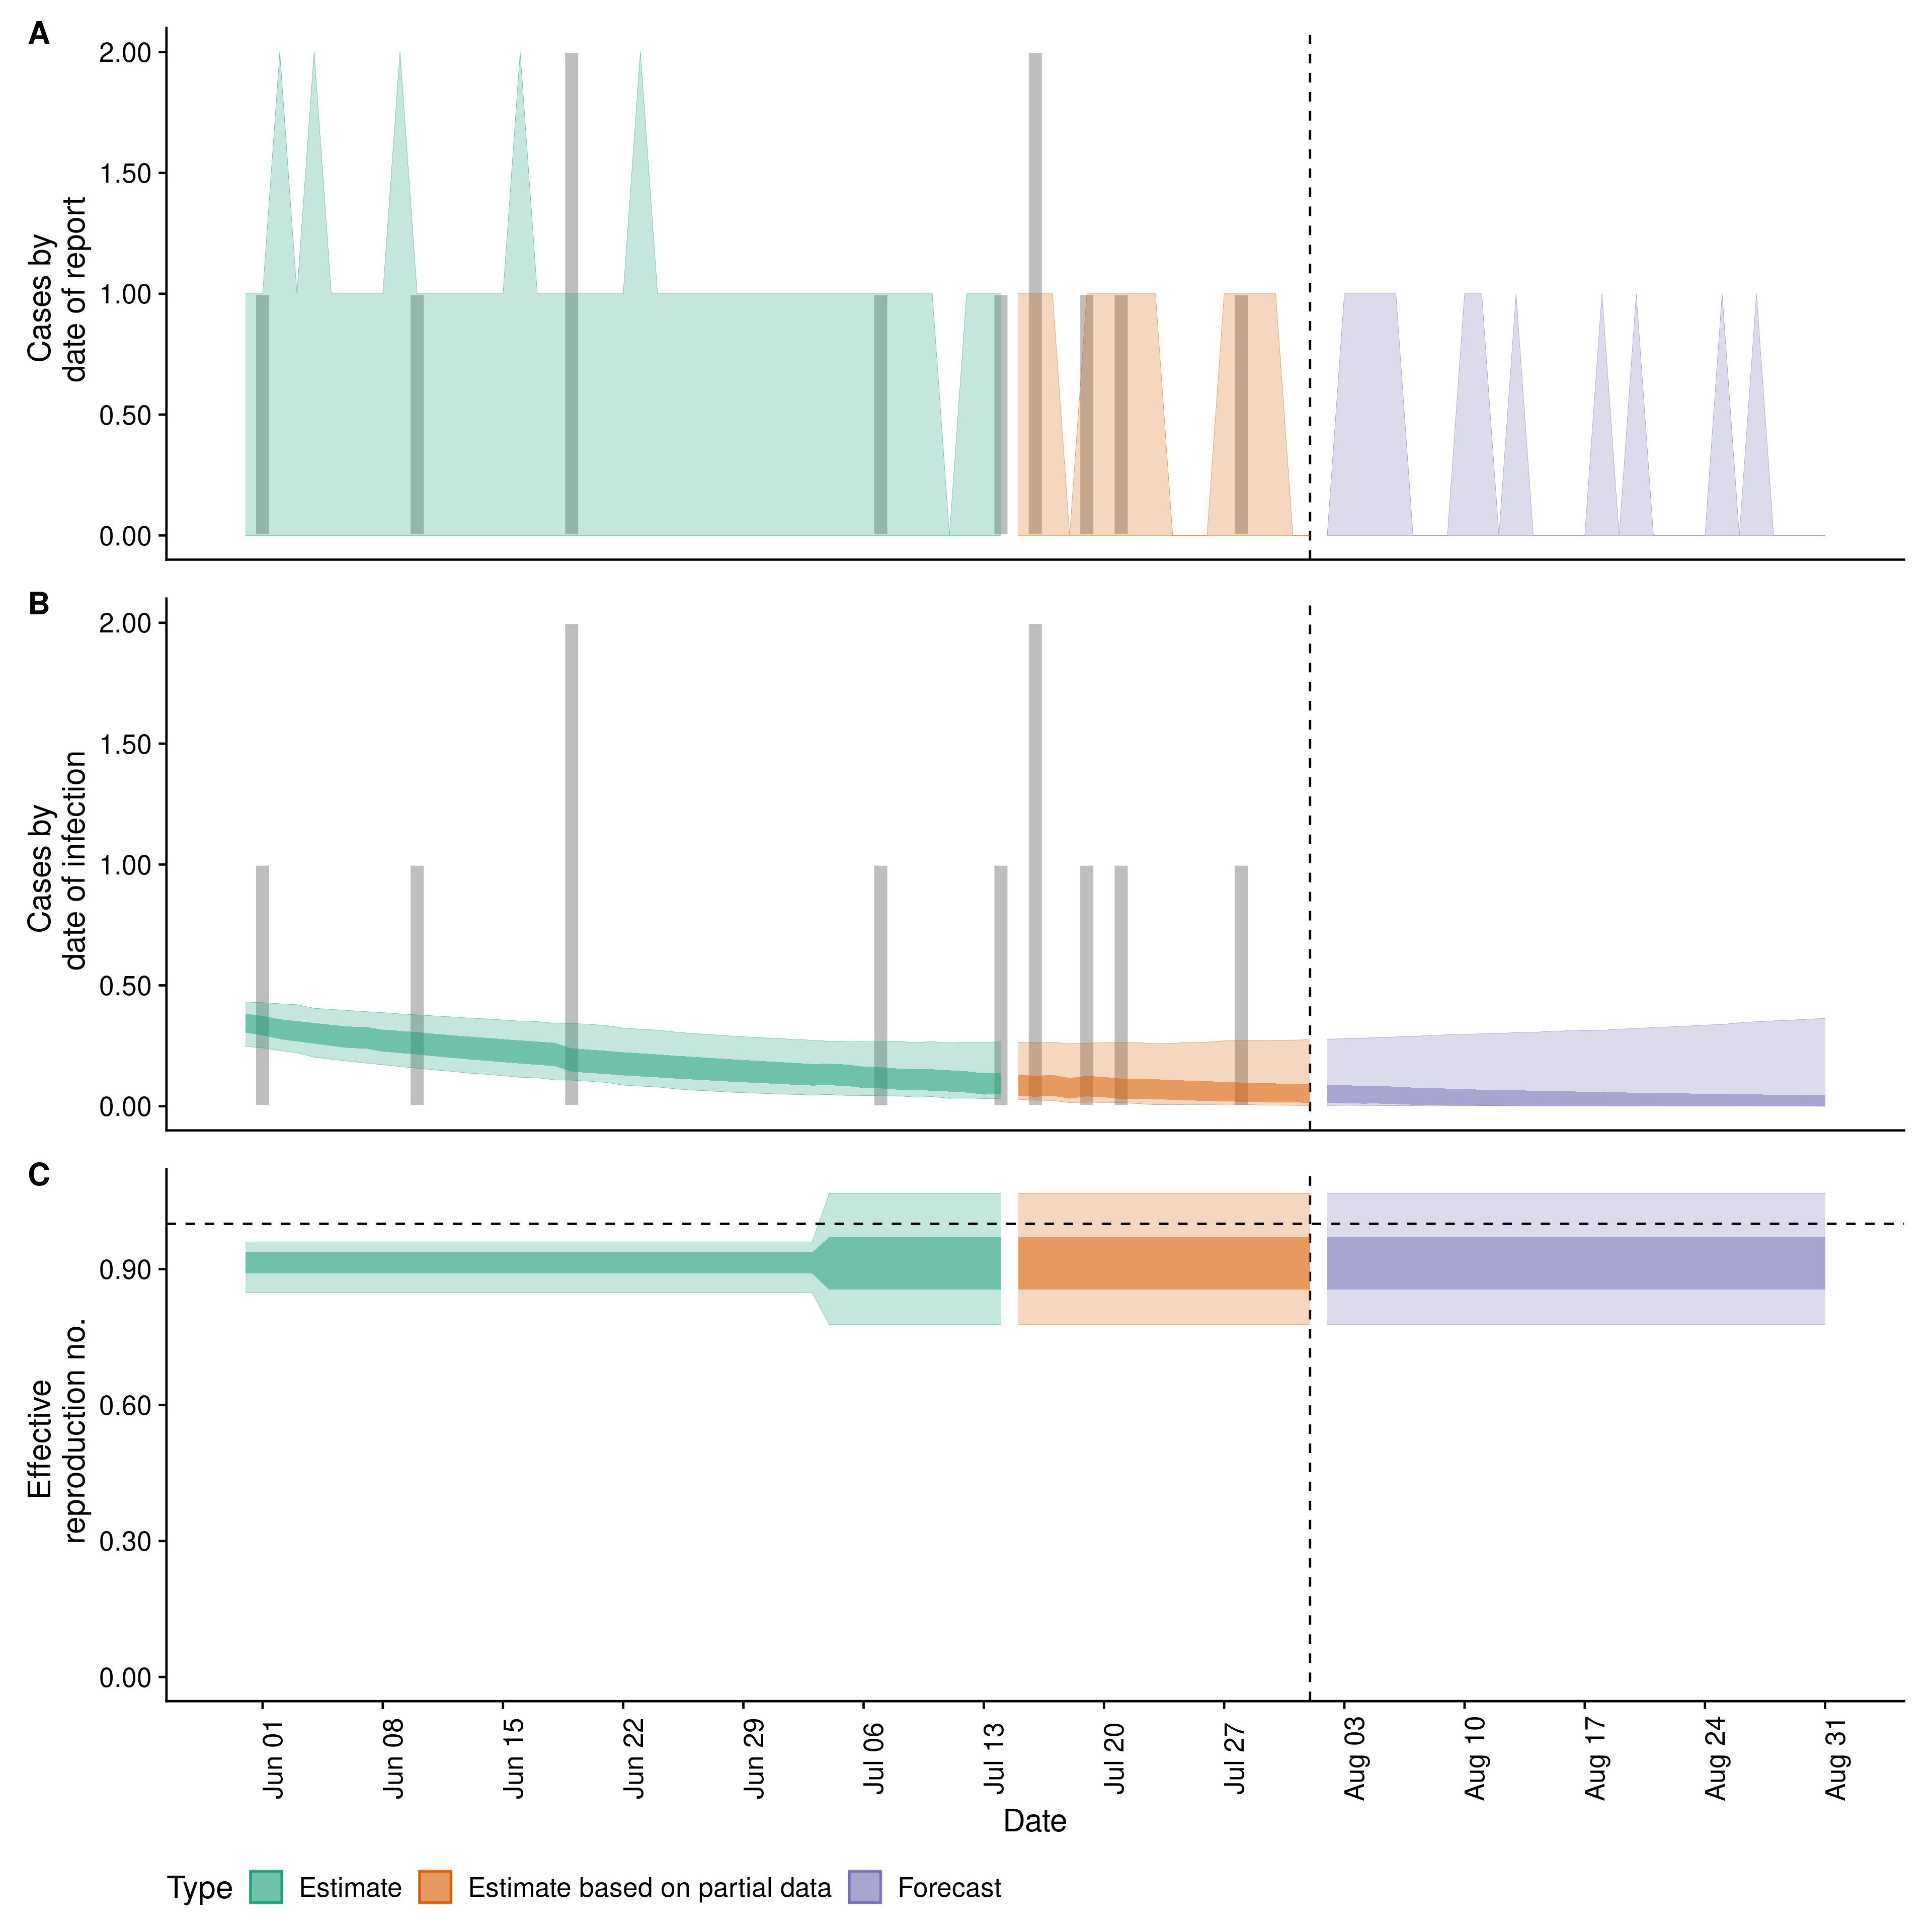 A
2.00
1.50
1.00
0.50
0.00
Cases by
date of report
B
2.00
1.50
1.00
0.50
0.00
Cases by
date of infection
C
0.90
0.60
0.30
0.00
Effective
reproduction no.
Jun 01
Jun 08
Jun 15
Jun 22
Jun 29
Jul 06
Jul 13
Jul 20
Jul 27
Aug 03
Aug 10
Aug 17
Aug 24
Aug 31
Date
Type Estimate Estimate based on partial data Forecast